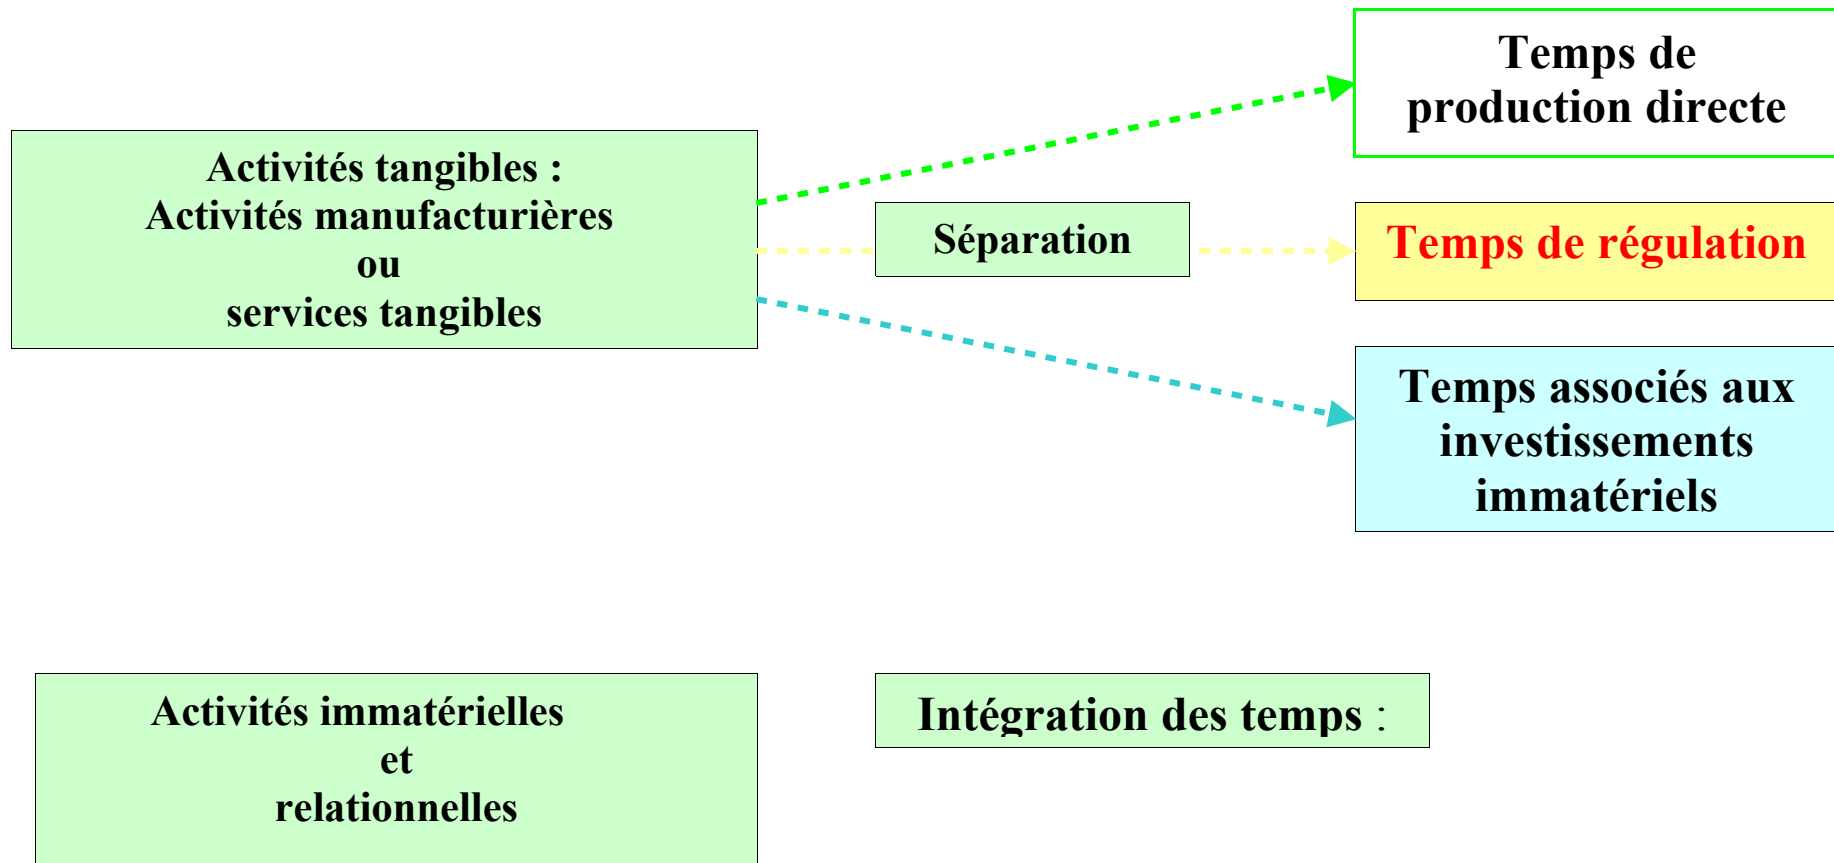 Temps de
production directe
Activités tangibles :
Activités manufacturières
ou
services tangibles
Séparation
Temps de régulation
Temps associés aux
investissements
immatériels
Activités immatérielles
et
relationnelles
Intégration des temps :